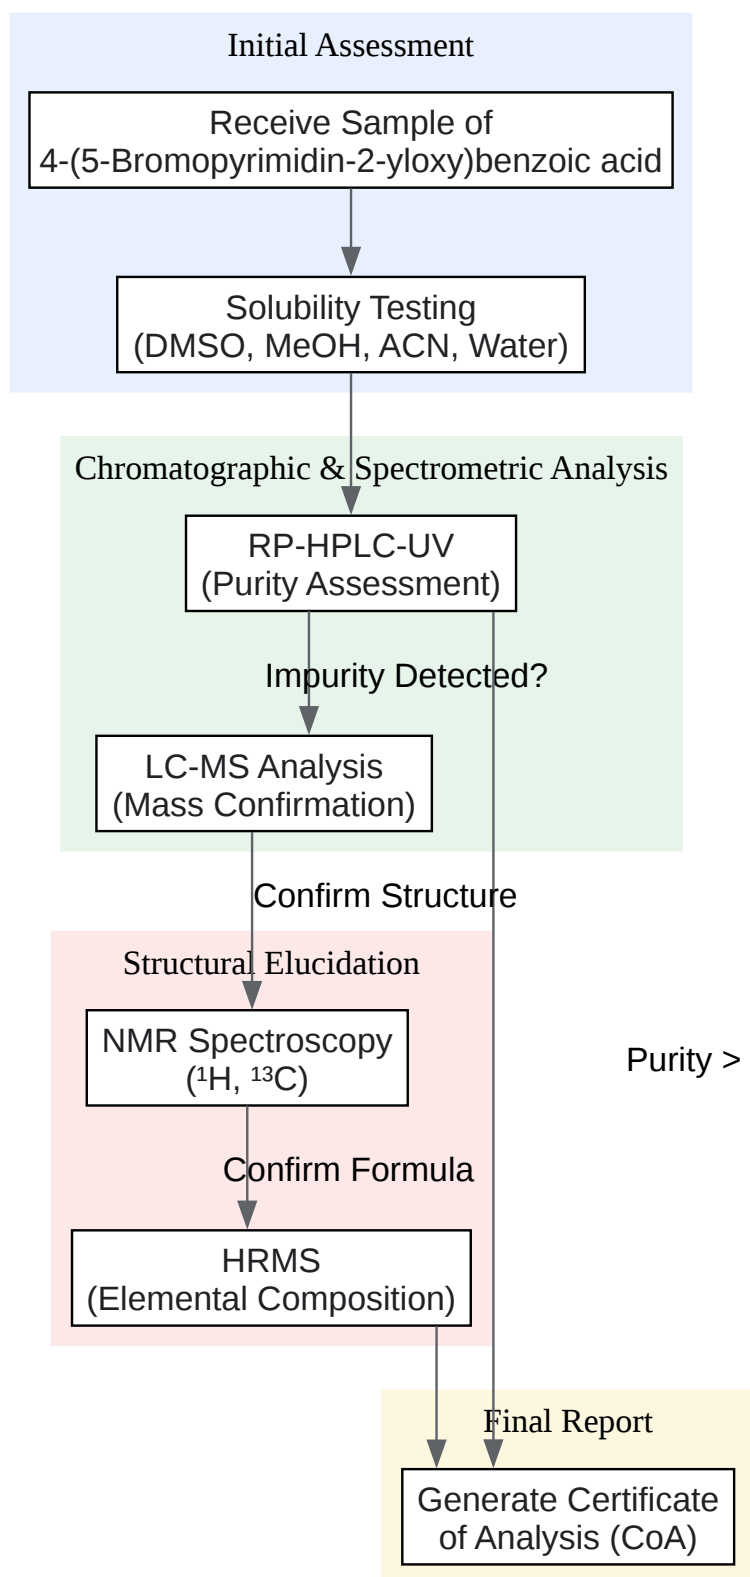 Initial Assessment
Receive Sample of
4-(5-Bromopyrimidin-2-yloxy)benzoic acid
Solubility Testing
(DMSO, MeOH, ACN, Water)
Chromatographic & Spectrometric Analysis
RP-HPLC-UV
(Purity Assessment)
Impurity Detected?
LC-MS Analysis
(Mass Confirmation)
Confirm Structure
Structural Elucidation
NMR Spectroscopy
(¹H, ¹³C)
Purity >
Confirm Formula
HRMS
(Elemental Composition)
Final Report
Generate Certificate
of Analysis (CoA)